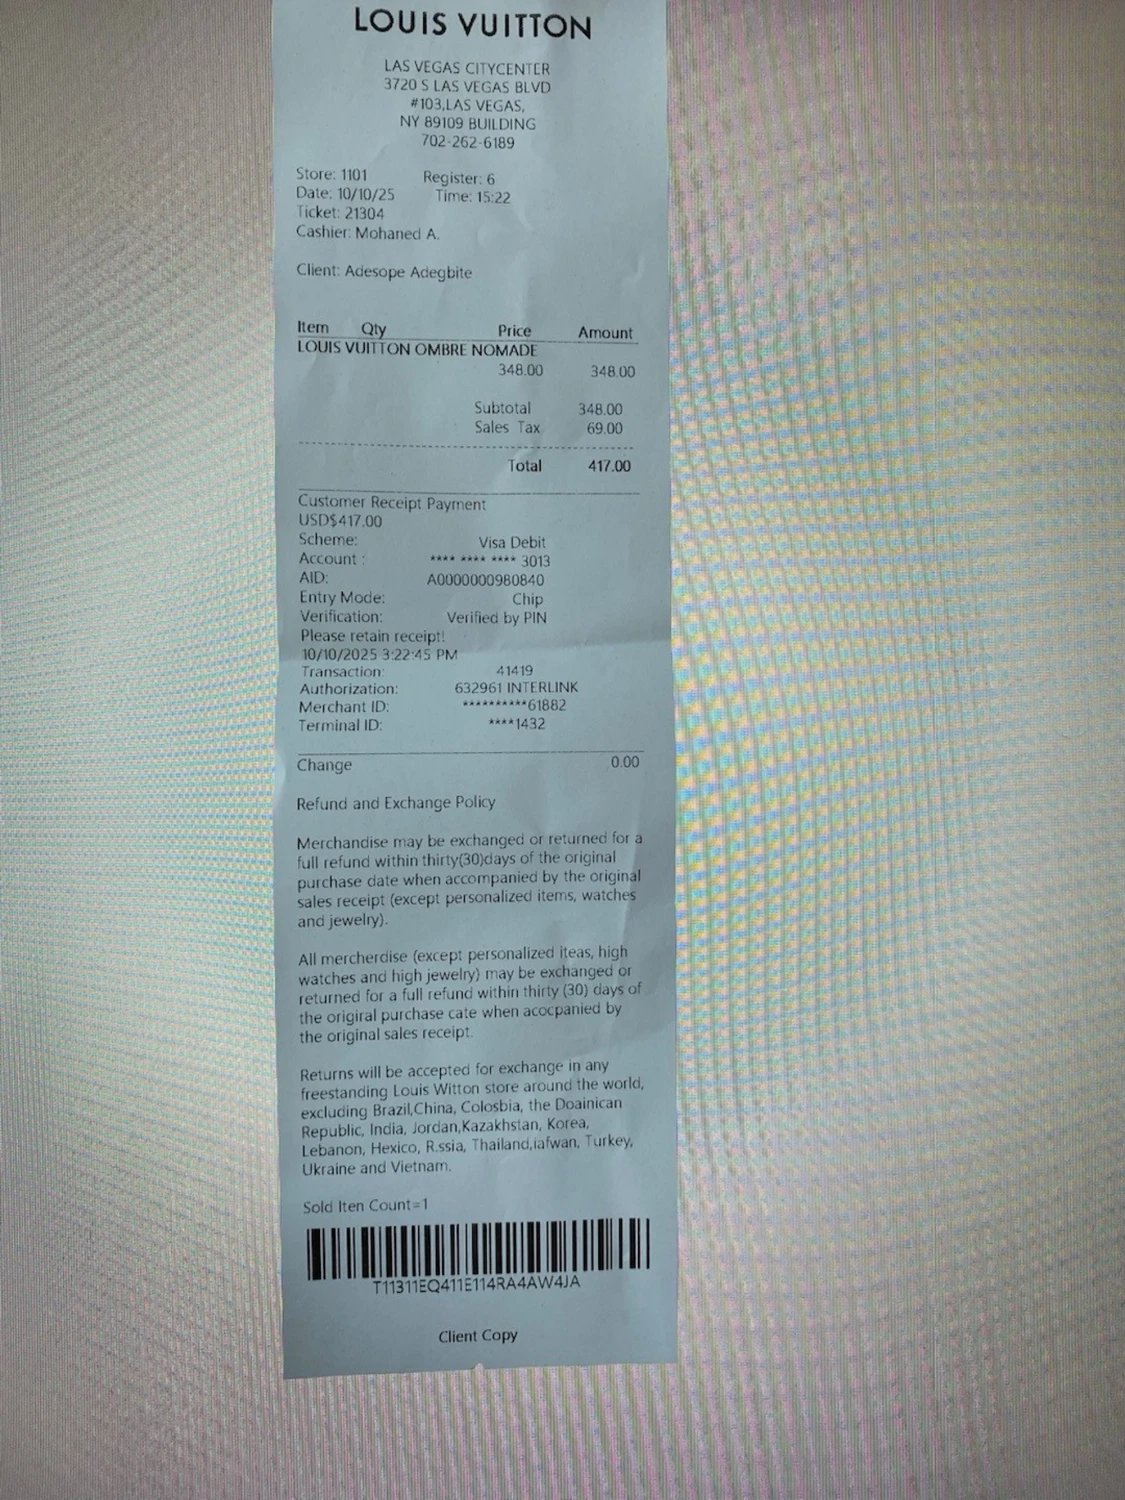 LOUIS VUITTON
LAS VEGAS CITYCENTER
3720 S LAS VEGAS BLVD
#103,LAS VEGAS,
NY 89109 BUILDING
702-262-6189
Store: 1101 Register: 6
Date: 10/10/25 Time: 15:22
Ticket: 21304
Cashier: Mohaned A.
Client: Adesope Adegbite
Item Qty Price Amount
LOUIS VUITTON OMBRE NOMADE
348.00 348.00
Subtotal 348.00
Sales Tax 69.00
Total 417.00
Customer Receipt Payment
USD$417.00
Scheme: Visa Debit
Account : **** **** **** 3013
AID: A0000000980840
Entry Mode: Chip
Verification: Verified by PIN
Please retain receipt!
10/10/2025 3:22:45 PM
Transaction: 41419
Authorization: 632961 INTERLINK
Merchant ID: **********61882
Terminal ID: ****1432
Change 0.00
Refund and Exchange Policy
Merchandise may be exchanged or returned for a
full refund within thirty(30)days of the original
purchase date when accompanied by the original
sales receipt (except personalized items, watches
and jewelry).
All mercherdise (except personalized iteas, high
watches and high jewelry) may be exchanged or
returned for a full refund within thirty (30) days of
the origiral purchase cate when acocpanied by
the original sales receipt.
Returns will be accepted for exchange in any
freestanding Louis Witton store around the world,
excluding Brazil,China, Colosbia, the Doainican
Republic, India, Jordan,Kazakhstan, Korea,
Lebanon, Hexico, R.ssia, Thailand,iafwan, Turkey,
Ukraine and Vietnam.
Sold Iten Count=1
T11311EQ411E114RA4AW4JA
Client Copy